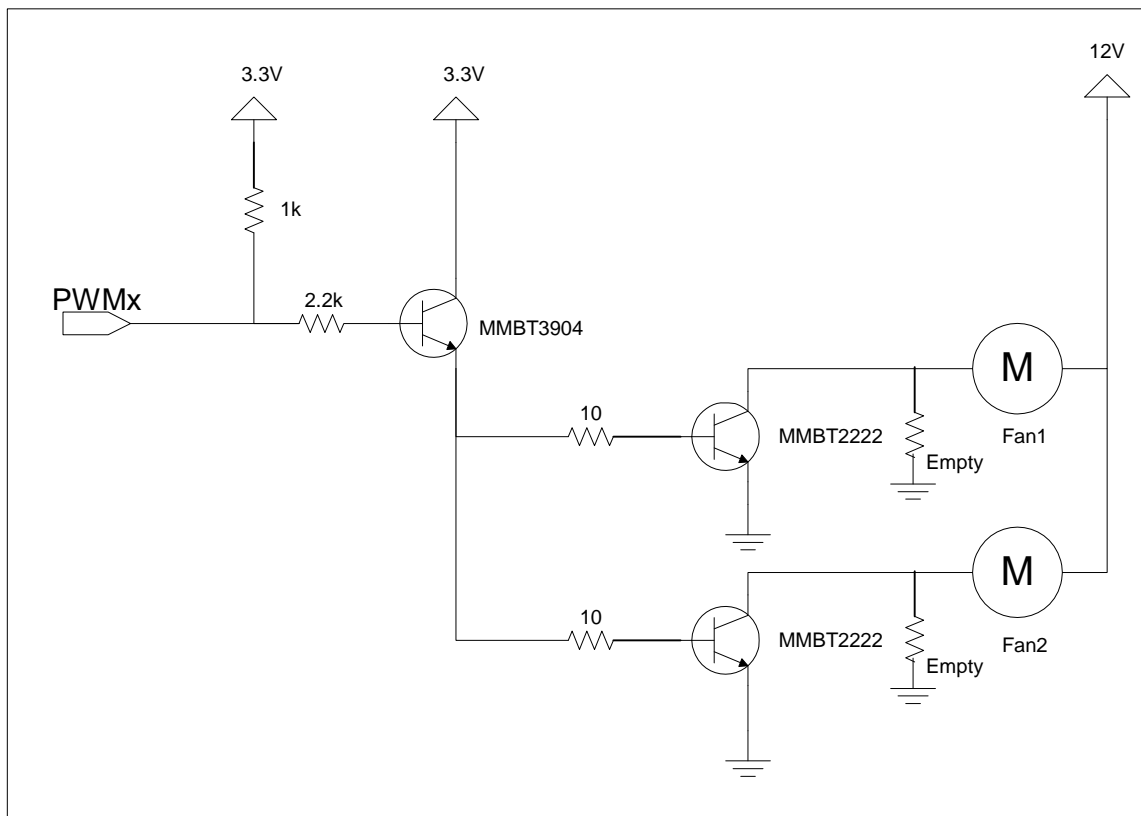 12V
3.3V
3.3V
1k
PWMx
2.2k
MMBT3904
M
10
MMBT2222
Fan1
Empty
M
10
MMBT2222
Fan2
Empty